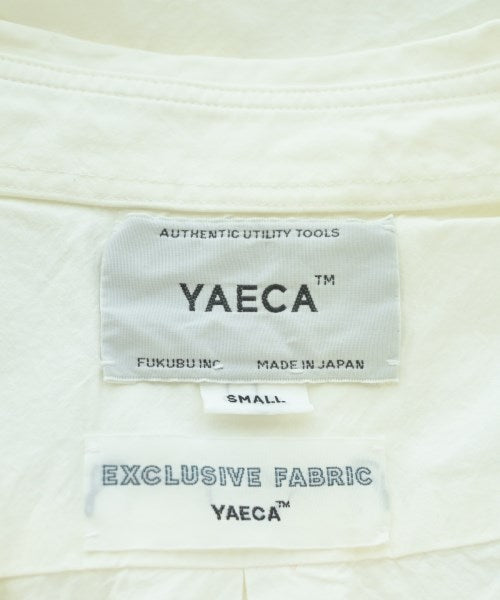 AUTHENTIC UTILITY TOOLS
YAECA™
FUKUBU INC MADE IN JAPAN
SMALL
EXCLUSIVE FABRIC
YAECA™